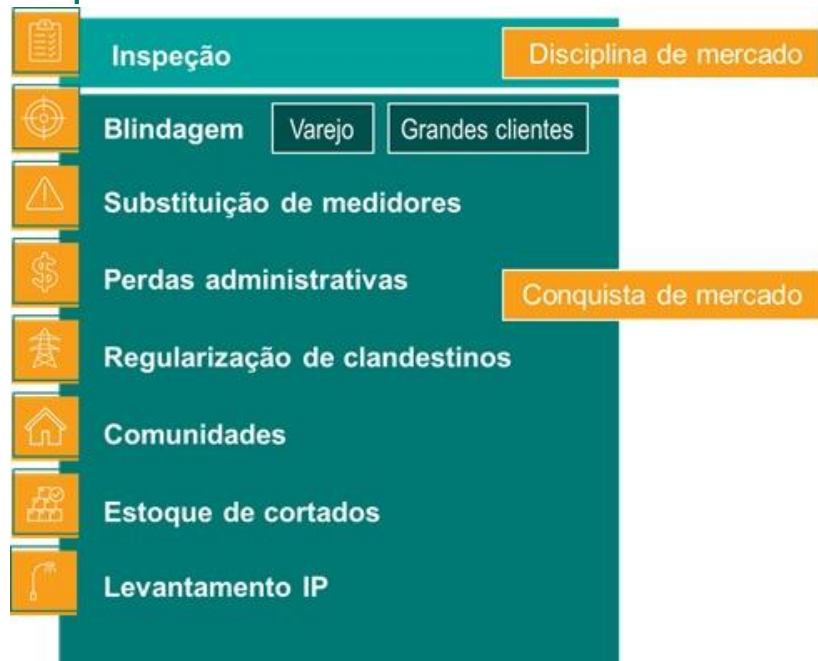 Inspeção
Disciplina de mercado
Blindagem Varejo Grandes clientes
Substituição de medidores
Perdas administrativas
Conquista de mercado
Regularização de clandestinos
Comunidades
Estoque de cortados
Levantamento IP